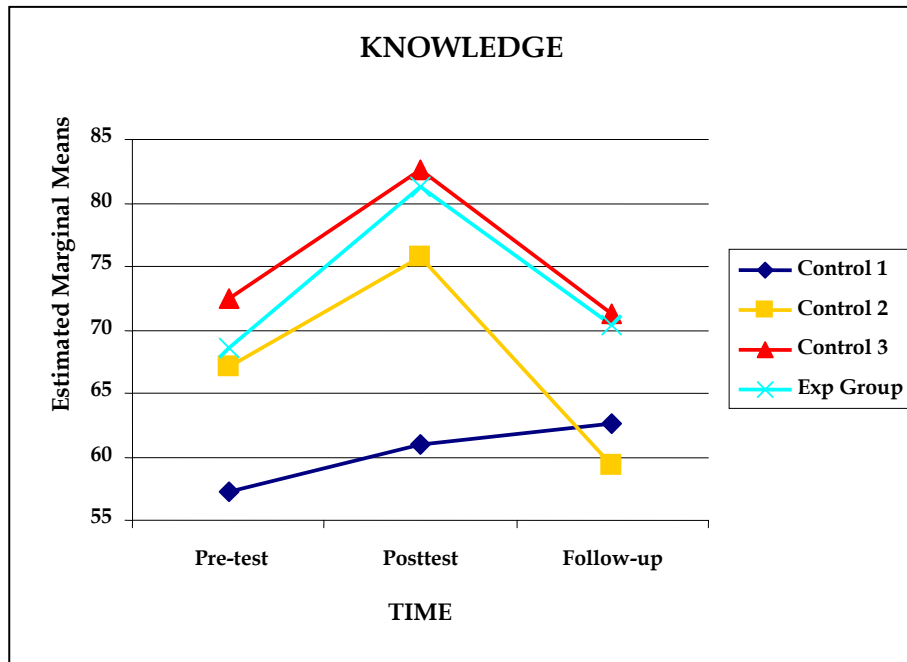 KNOWLEDGE
Estimated Marginal Means
85
80
75
70
65
60
55
Pre-test Posttest Follow-up
TIME
Control 1
Control 2
Control 3
Exp Group